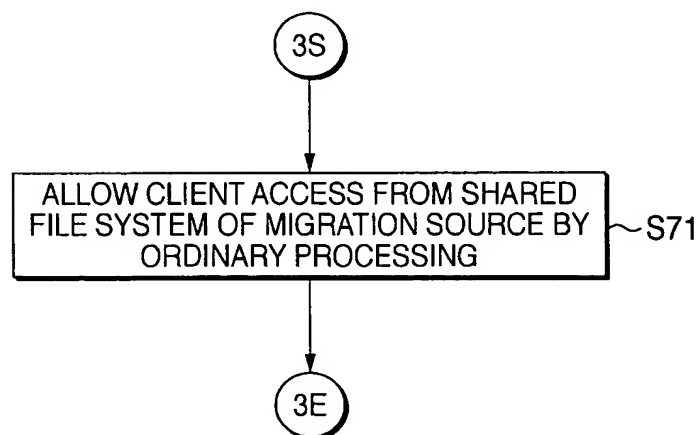 3S
ALLOW CLIENT ACCESS FROM SHARED
FILE SYSTEM OF MIGRATION SOURCE BY
ORDINARY PROCESSING
S71
3E